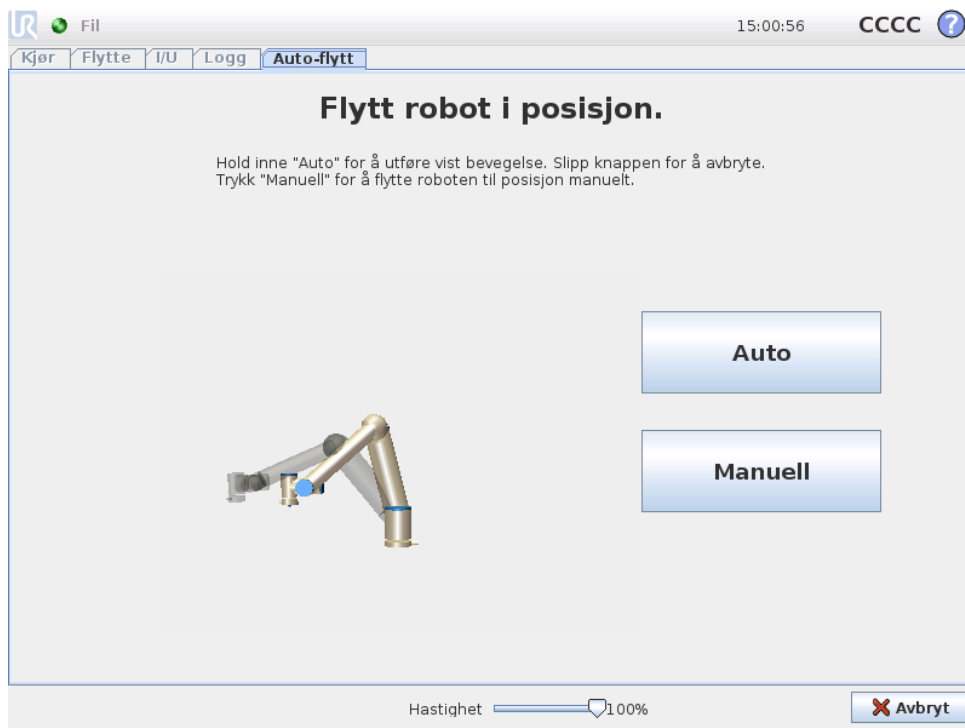 UR Fil 15:00:56 CCCC ?
Kjør Flytte I/U Logg Auto-flytt
Flytt robot i posisjon.
Hold inne "Auto" for å utføre vist bevegelse. Slipp knappen for å avbryte.
Trykk "Manuell" for å flytte roboten til posisjon manuelt.
Auto
Manuell
Hastighet 100% Avbryt